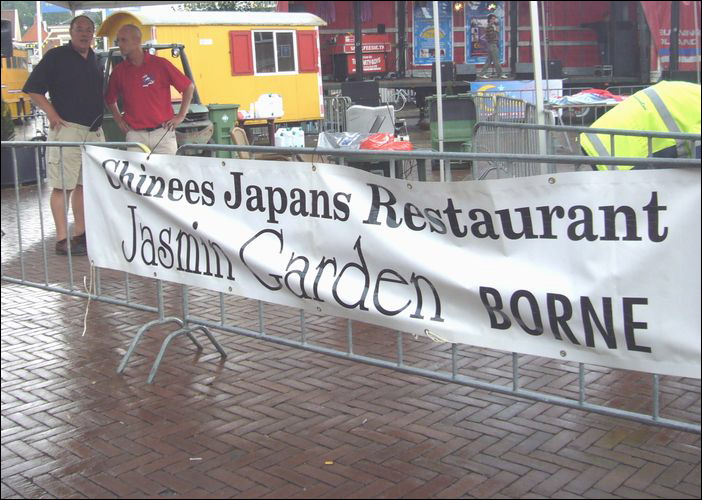 Chinees Japans Restaurant
Jasmin Garden BORNE